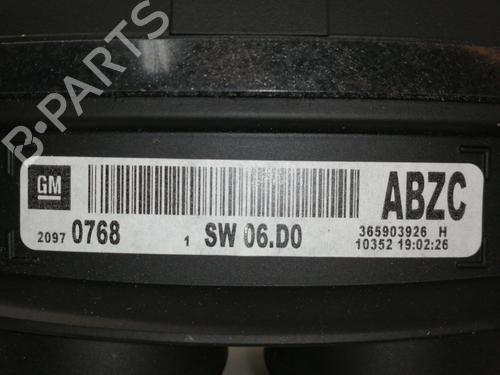 B-PARTS
GM
ABZC
2097 0768 1 SW 06.D0
365903926 H
10352 19:02:26